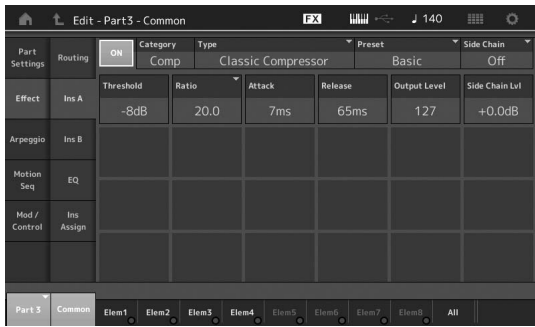 Edit - Part3 - Common FX ♩ 140
Part Settings
Routing
ON
Category
Comp
Type
Classic Compressor
Preset
Basic
Side Chain
Off
Effect
Ins A
Threshold
-8dB
Ratio
20.0
Attack
7ms
Release
65ms
Output Level
127
Side Chain Lvl
+0.0dB
Arpeggio
Ins B
Motion Seq
EQ
Mod / Control
Ins Assign
Part 3 Common Elem1 Elem2 Elem3 Elem4 Elem5 Elem6 Elem7 Elem8 All